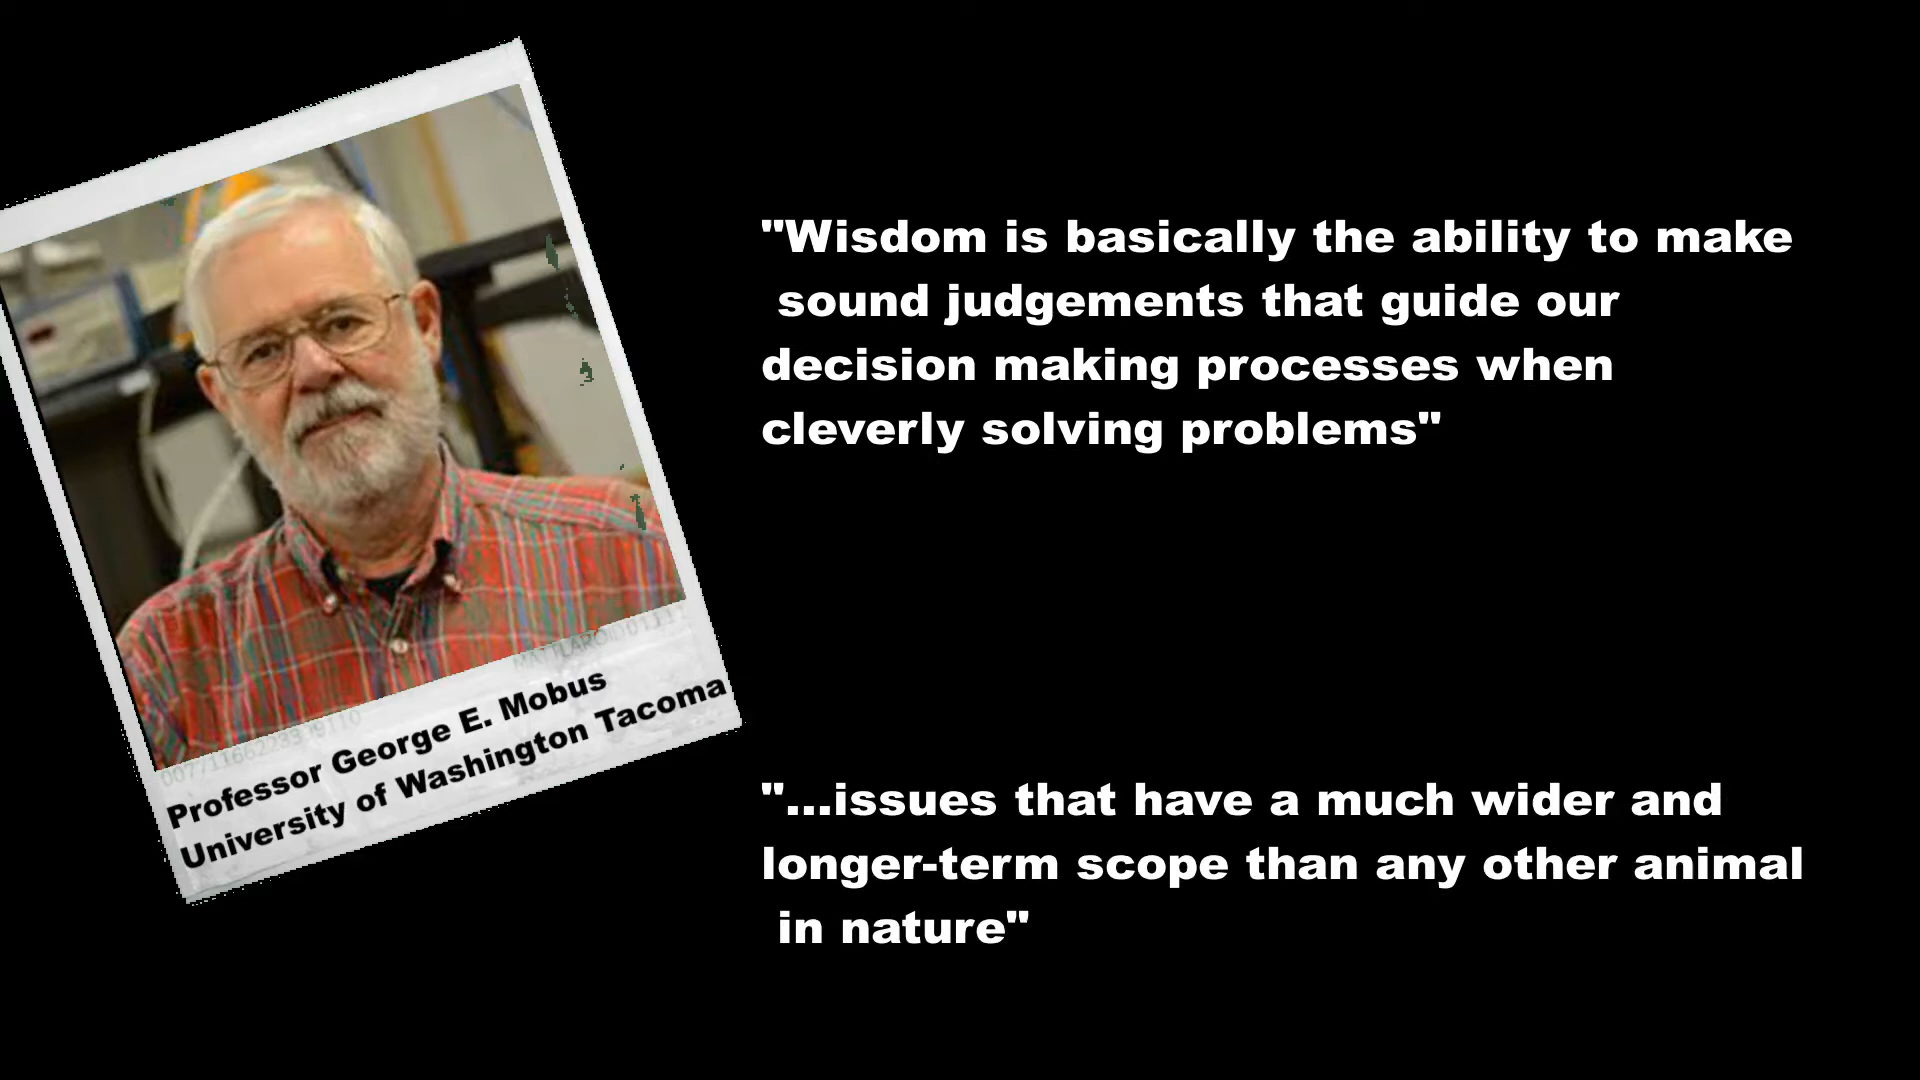 "Wisdom is basically the ability to make
sound judgements that guide our
decision making processes when
cleverly solving problems"
Professor George E. Mobus
University of Washington Tacoma
"...issues that have a much wider and
longer-term scope than any other animal
in nature"